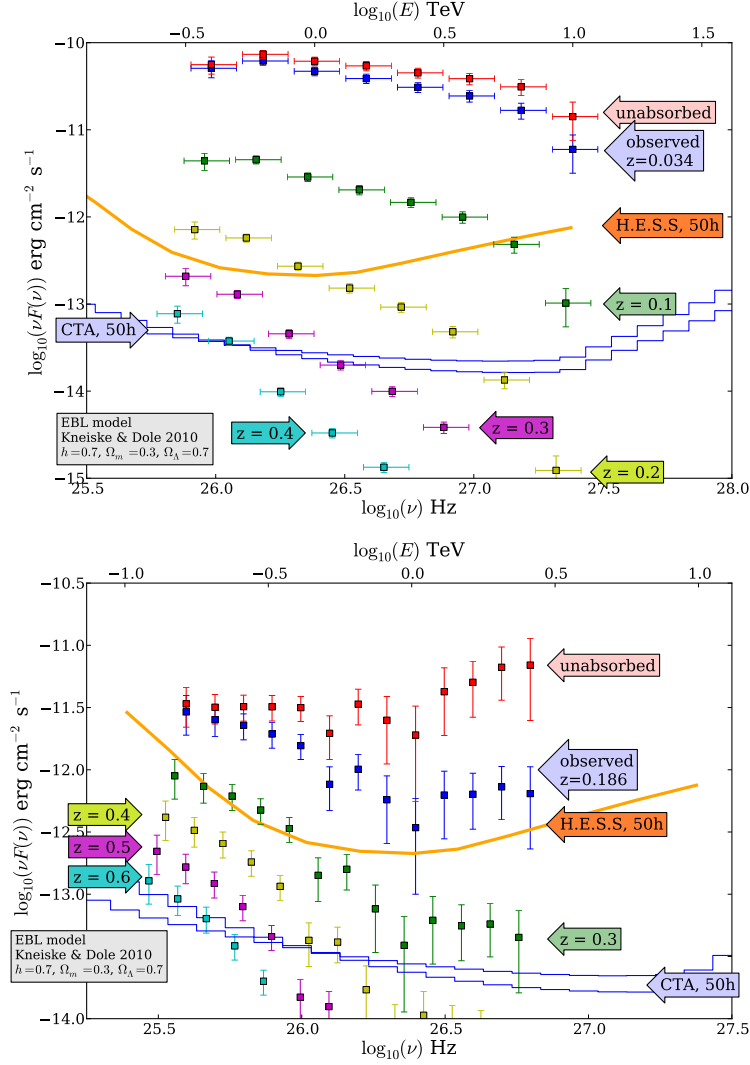 log₁₀(E) TeV
−0.5 0.0 0.5 1.0 1.5
−10
−11
−12
−13
−14
−15
log₁₀(νF(ν)) erg cm⁻² s⁻¹
unabsorbed
observed
z=0.034
H.E.S.S, 50h
z = 0.1
CTA, 50h
z = 0.3
z = 0.4
z = 0.2
EBL model
Kneiske & Dole 2010
h=0.7, Ωₘ=0.3, Ω_Λ=0.7
25.5 26.0 26.5 27.0 27.5 28.0
log₁₀(ν) Hz
log₁₀(E) TeV
−1.0 −0.5 0.0 0.5 1.0
−10.5
−11.0
−11.5
−12.0
−12.5
−13.0
−13.5
−14.0
log₁₀(νF(ν)) erg cm⁻² s⁻¹
unabsorbed
observed
z=0.186
z = 0.4
H.E.S.S, 50h
z = 0.5
z = 0.6
z = 0.3
EBL model
Kneiske & Dole 2010
h=0.7, Ωₘ=0.3, Ω_Λ=0.7
CTA, 50h
25.5 26.0 26.5 27.0 27.5
log₁₀(ν) Hz